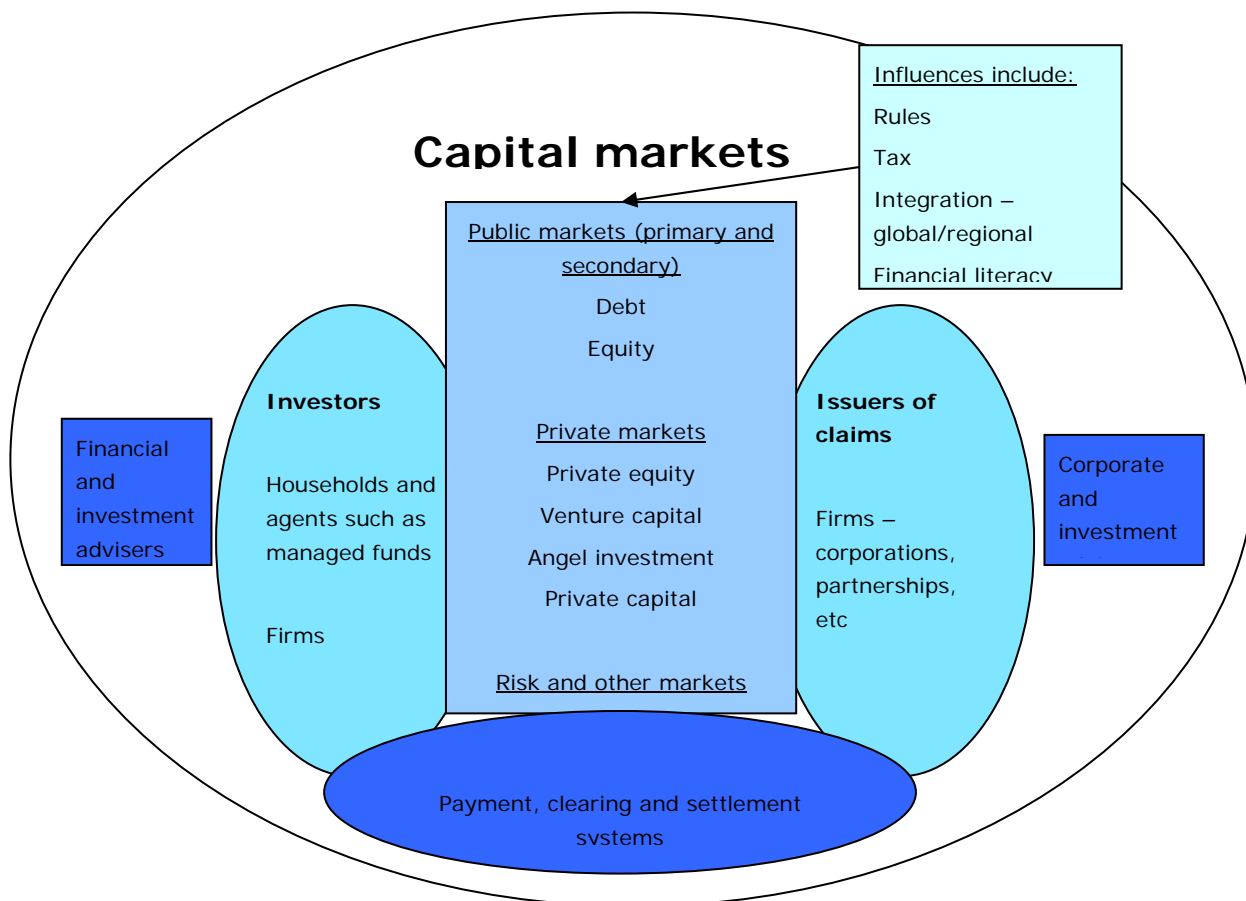 Influences include:
Rules
Tax
Integration –
global/regional
Financial literacy
Capital markets
Public markets (primary and
secondary)
Debt
Equity
Private markets
Private equity
Venture capital
Angel investment
Private capital
Risk and other markets
Investors
Households and
agents such as
managed funds
Firms
Issuers of
claims
Firms –
corporations,
partnerships,
etc
Financial
and
investment
advisers
Corporate
and
investment
Payment, clearing and settlement
systems